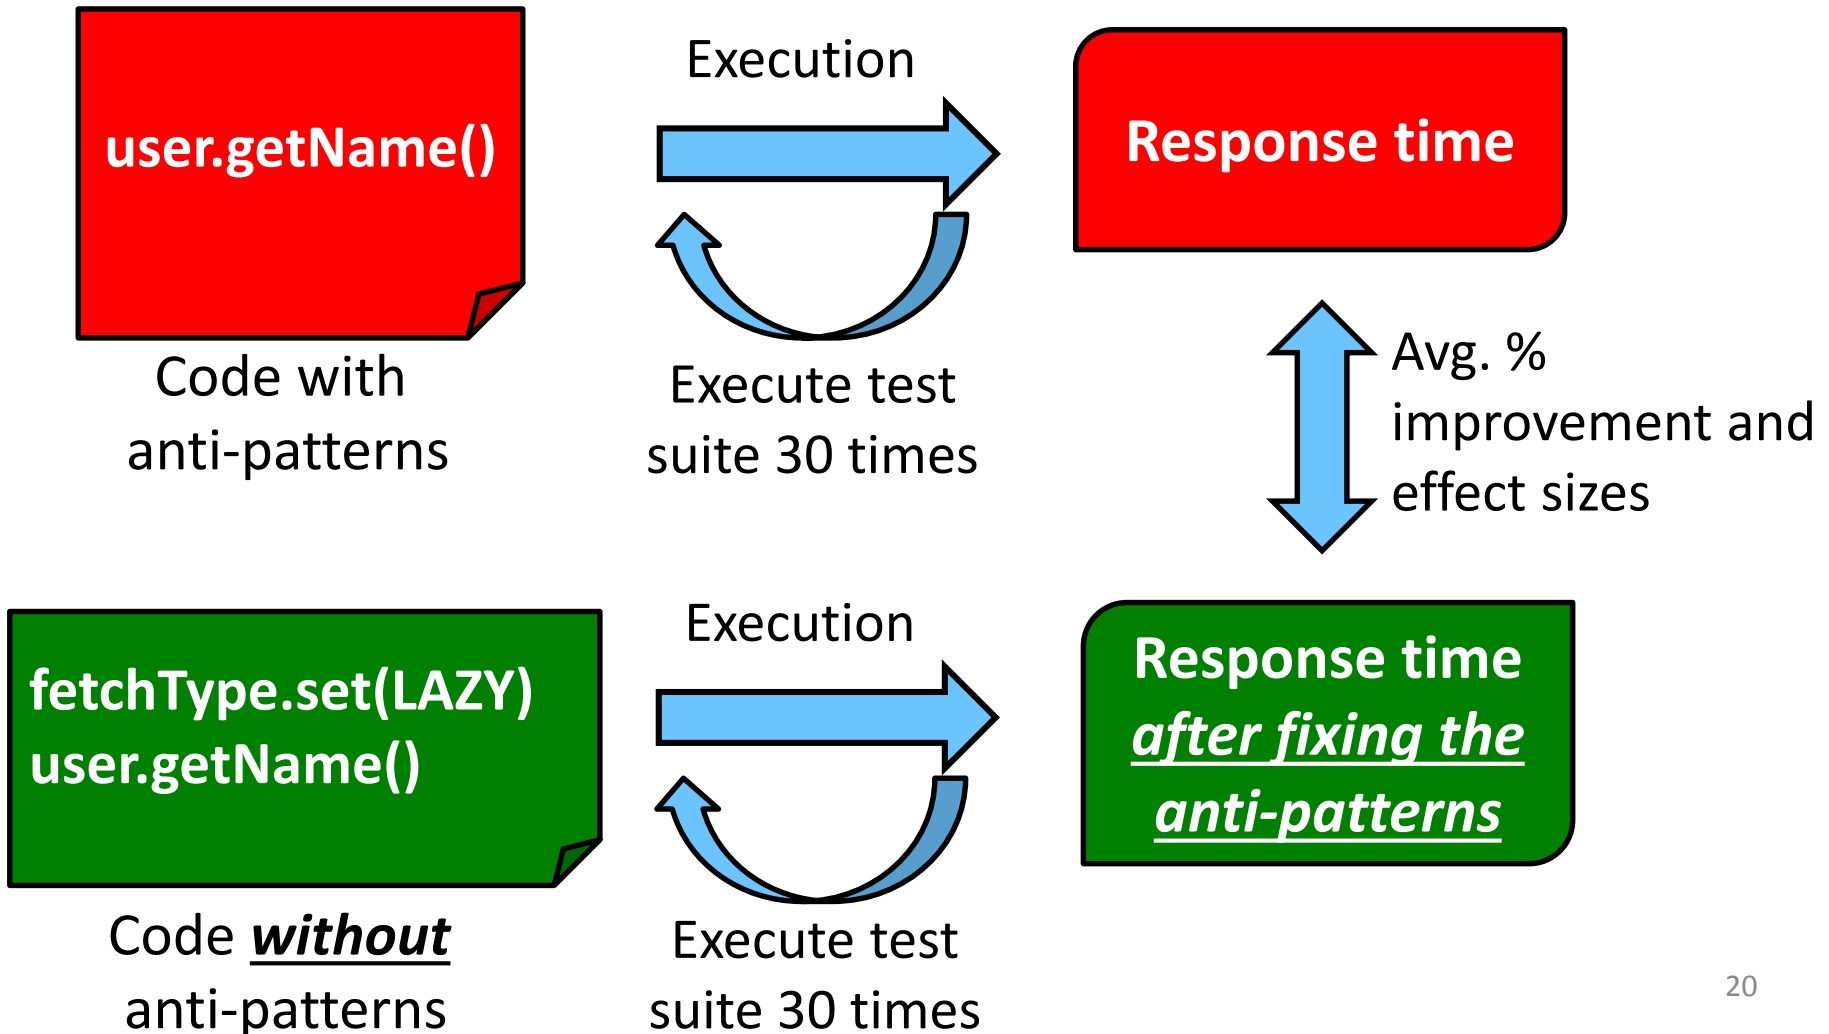 user.getName()
Code with
anti-patterns
Execution
Execute test
suite 30 times
Response time
Avg. %
improvement and
effect sizes
fetchType.set(LAZY)
user.getName()
Code without
anti-patterns
Execution
Execute test
suite 30 times
Response time
after fixing the
anti-patterns
20